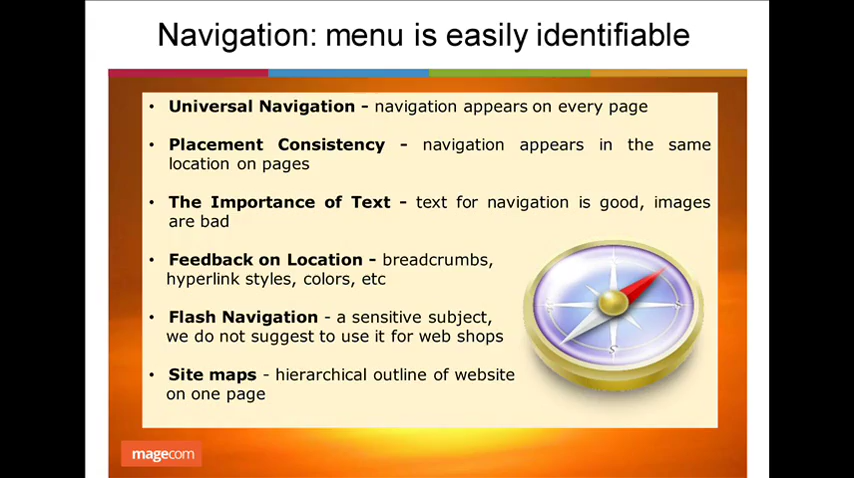 Navigation: menu is easily identifiable
• Universal Navigation - navigation appears on every page
• Placement Consistency - navigation appears in the same
location on pages
• The Importance of Text - text for navigation is good, images
are bad
• Feedback on Location - breadcrumbs,
hyperlink styles, colors, etc
• Flash Navigation - a sensitive subject,
we do not suggest to use it for web shops
• Site maps - hierarchical outline of website
on one page
magecom